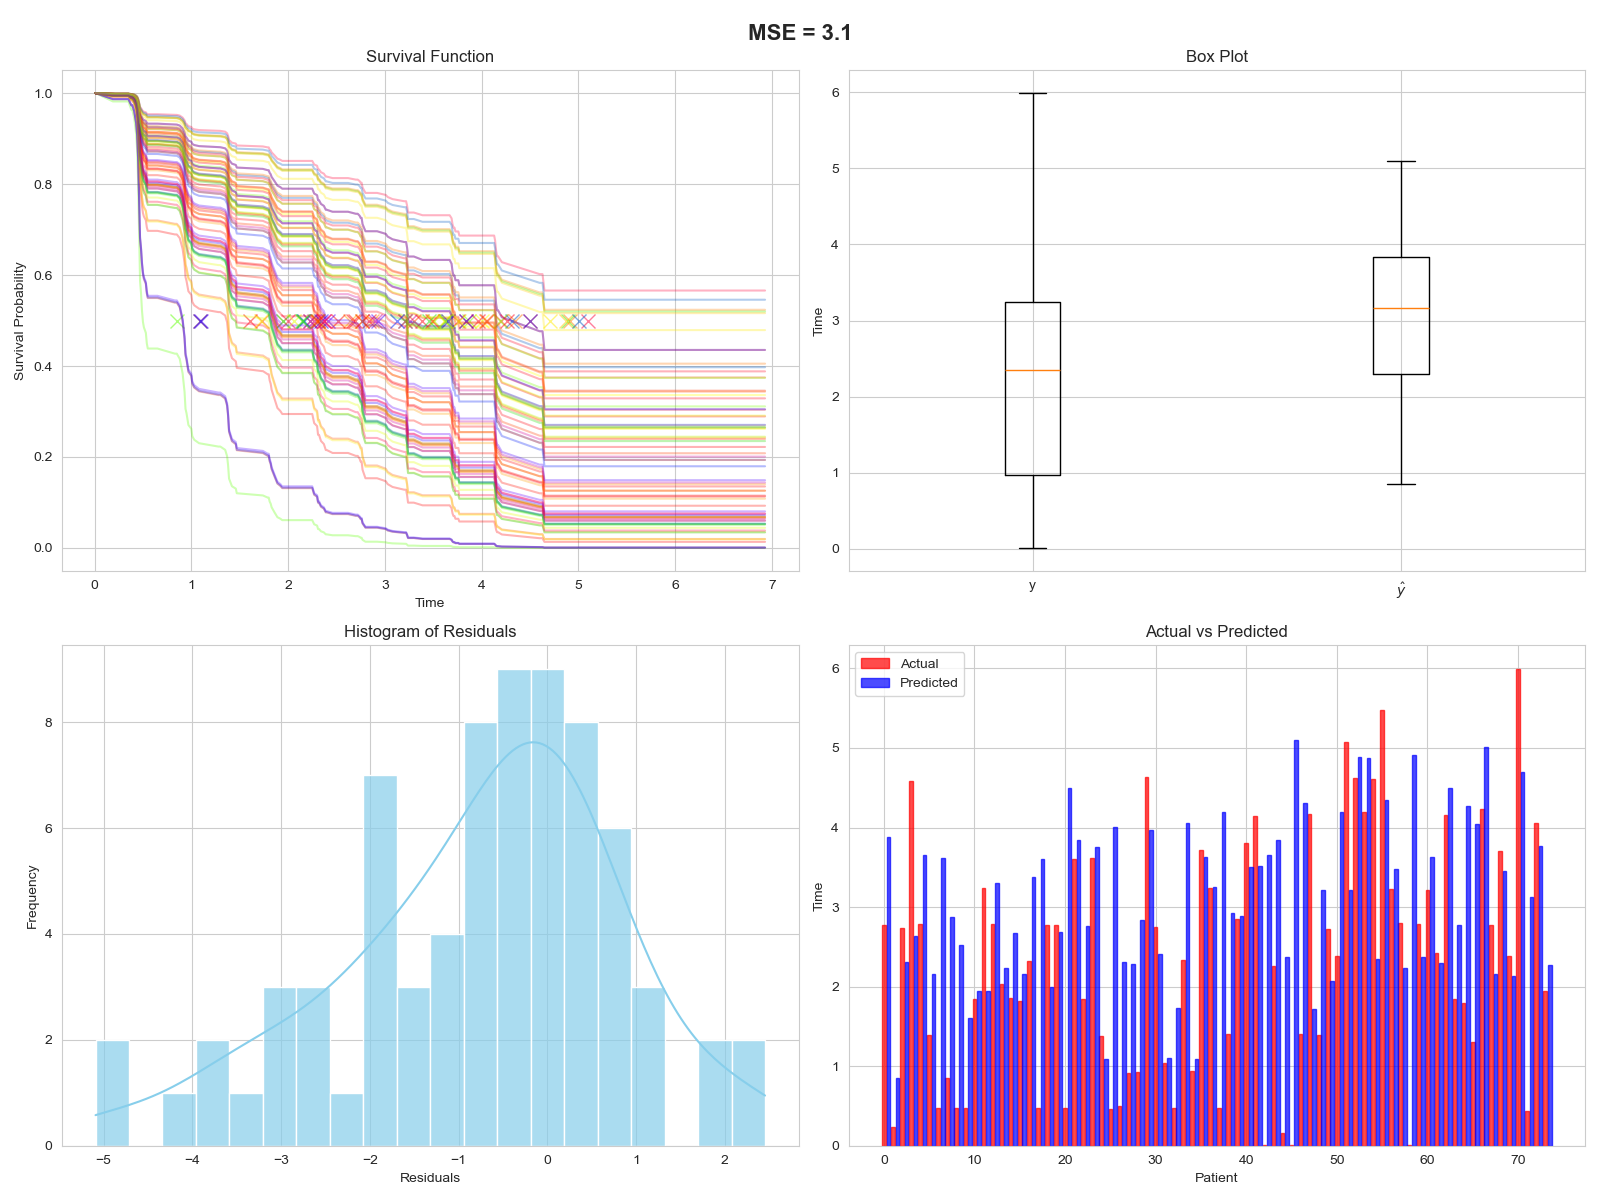 MSE = 3.1
Survival Function
Survival Probability
1.0
0.8
0.6
0.4
0.2
0.0
0 1 2 3 4 5 6 7
Time
Box Plot
Time
6
5
4
3
2
1
0
y ŷ
Histogram of Residuals
Frequency
8
6
4
2
0
−5 −4 −3 −2 −1 0 1 2
Residuals
Actual vs Predicted
Actual
Predicted
Time
6
5
4
3
2
1
0
0 10 20 30 40 50 60 70
Patient